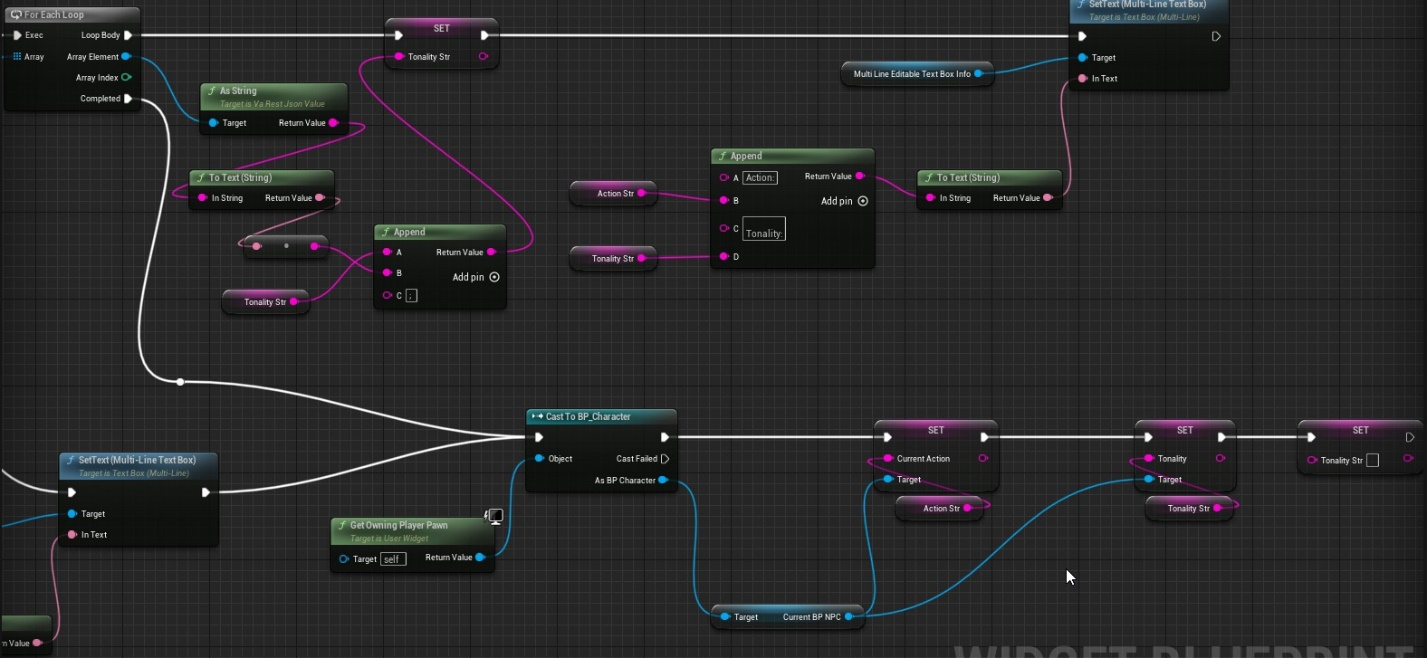 For Each Loop
Exec
Loop Body
Array
Array Element
Array Index
Completed
As String
Target is Va Rest Json Value
Target
Return Value
To Text (String)
In String
Return Value
SET
Tonality Str
Append
A
Return Value
B
Add pin
C ;
Tonality Str
Action Str
Tonality Str
Append
A Action:
Return Value
B
Add pin
C
Tonality:
D
To Text (String)
In String
Return Value
Multi Line Editable Text Box Info
SetText (Multi-Line Text Box)
Target is Text Box (Multi-Line)
Target
In Text
SetText (Multi-Line Text Box)
Target is Text Box (Multi-Line)
Target
In Text
Value
Get Owning Player Pawn
Target is User Widget
Target self
Return Value
Cast To BP_Character
Object
Cast Failed
As BP Character
Target
Current BP NPC
SET
Current Action
Target
Action Str
SET
Tonality
Target
Tonality Str
SET
Tonality Str
WIDGET BLUEPRINT